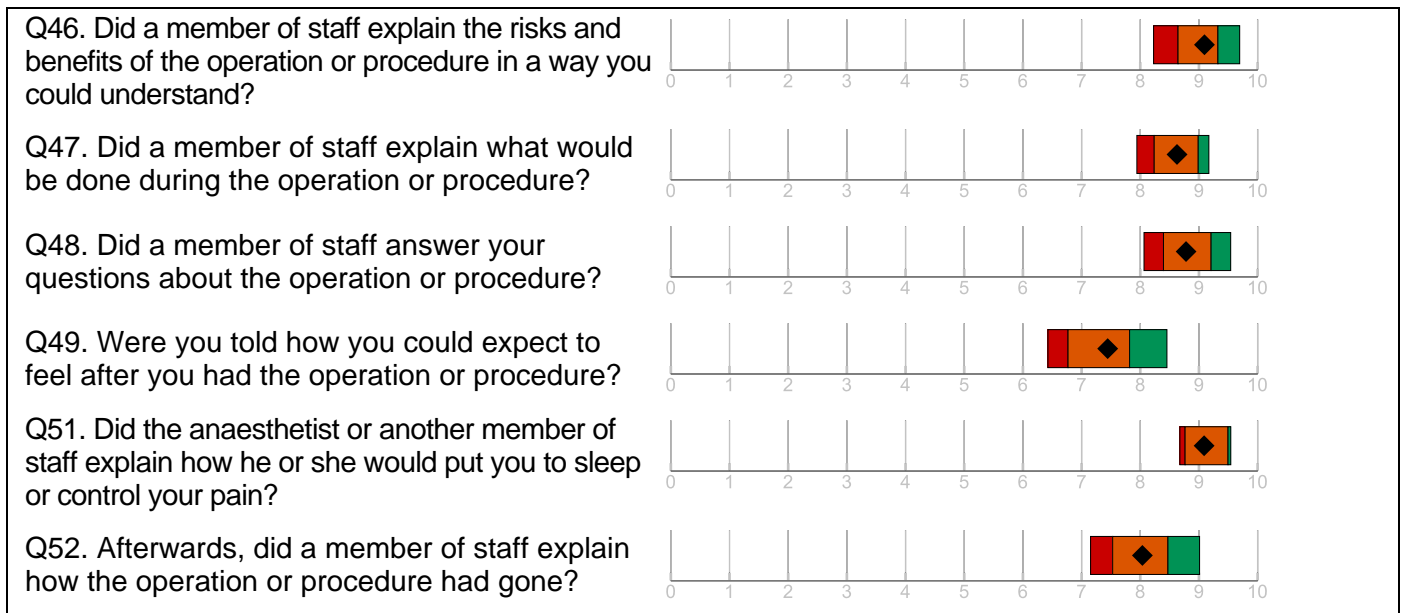 Q46. Did a member of staff explain the risks and
benefits of the operation or procedure in a way you
could understand?
0 1 2 3 4 5 6 7 8 9 10
Q47. Did a member of staff explain what would
be done during the operation or procedure?
0 1 2 3 4 5 6 7 8 9 10
Q48. Did a member of staff answer your
questions about the operation or procedure?
0 1 2 3 4 5 6 7 8 9 10
Q49. Were you told how you could expect to
feel after you had the operation or procedure?
0 1 2 3 4 5 6 7 8 9 10
Q51. Did the anaesthetist or another member of
staff explain how he or she would put you to sleep
or control your pain?
0 1 2 3 4 5 6 7 8 9 10
Q52. Afterwards, did a member of staff explain
how the operation or procedure had gone?
0 1 2 3 4 5 6 7 8 9 10